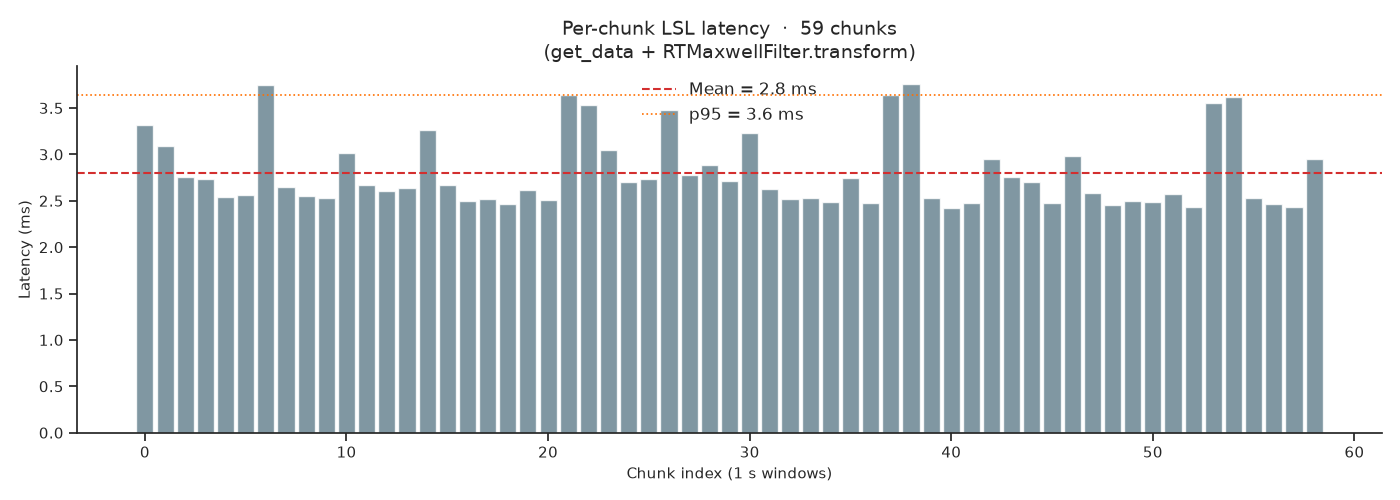 Per-chunk LSL latency  ·  59 chunks
(get_data + RTMaxwellFilter.transform)
Mean = 2.8 ms
p95 = 3.6 ms
Latency (ms)
3.5
3.0
2.5
2.0
1.5
1.0
0.5
0.0
0 10 20 30 40 50 60
Chunk index (1 s windows)